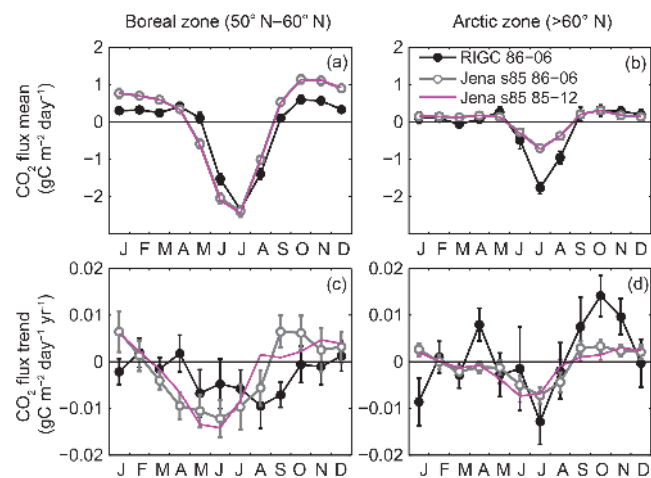 Boreal zone (50° N−60° N)
Arctic zone (>60° N)
CO₂ flux mean
(gC m⁻² day⁻¹)
2
1
0
−1
−2
(a)
J F M A M J J A S O N D
2
1
0
−1
−2
(b)
RIGC 86-06
Jena s85 86-06
Jena s85 85-12
J F M A M J J A S O N D
CO₂ flux trend
(gC m⁻² day⁻¹ yr⁻¹)
0.02
0.01
0
−0.01
−0.02
(c)
J F M A M J J A S O N D
0.02
0.01
0
−0.01
−0.02
(d)
J F M A M J J A S O N D